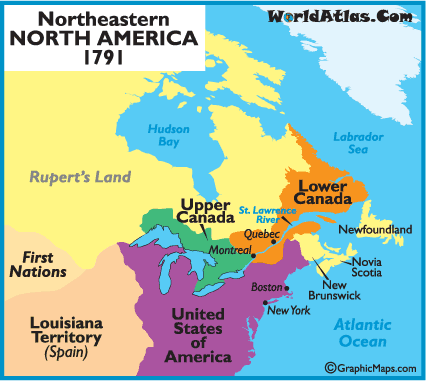 Northeastern
NORTH AMERICA
1791
WorldAtlas.Com
Hudson
Bay
Labrador
Sea
Rupert's Land
Upper
Canada
St. Lawrence
River
Lower
Canada
Quebec
Newfoundland
Montreal
First
Nations
Novia
Scotia
New
Brunswick
Boston
New York
United
States
of
America
Louisiana
Territory
(Spain)
Atlantic
Ocean
©GraphicMaps.com